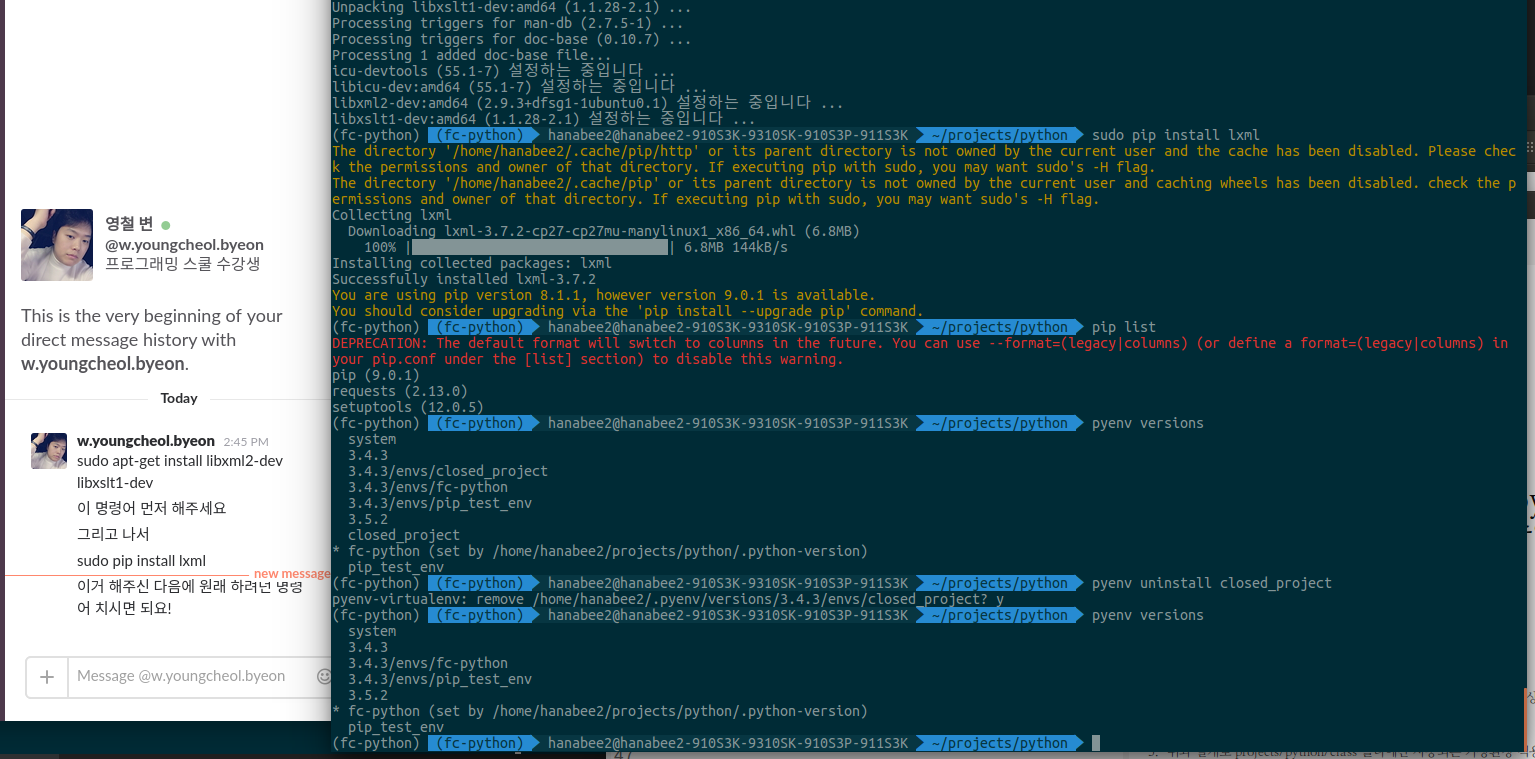 영철 변
@w.youngcheol.byeon
프로그래밍 스쿨 수강생
This is the very beginning of your
direct message history with
w.youngcheol.byeon.
Today
w.youngcheol.byeon 2:45 PM
sudo apt-get install libxml2-dev
libxslt1-dev
이 명령어 먼저 해주세요
그리고 나서
sudo pip install lxml
new message
이거 해주신 다음에 원래 하려던 명령
어 치시면 되요!
Message @w.youngcheol.byeon
Unpacking libxslt1-dev:amd64 (1.1.28-2.1) ...
Processing triggers for man-db (2.7.5-1) ...
Processing triggers for doc-base (0.10.7) ...
Processing 1 added doc-base file...
icu-devtools (55.1-7) 설정하는 중입니다 ...
libicu-dev:amd64 (55.1-7) 설정하는 중입니다 ...
libxml2-dev:amd64 (2.9.3+dfsg1-1ubuntu0.1) 설정하는 중입니다 ...
libxslt1-dev:amd64 (1.1.28-2.1) 설정하는 중입니다 ...
(fc-python) (fc-python) hanabee2@hanabee2-910S3K-9310SK-910S3P-911S3K ~/projects/python sudo pip install lxml
The directory '/home/hanabee2/.cache/pip/http' or its parent directory is not owned by the current user and the cache has been disabled. Please chec
k the permissions and owner of that directory. If executing pip with sudo, you may want sudo's -H flag.
The directory '/home/hanabee2/.cache/pip' or its parent directory is not owned by the current user and caching wheels has been disabled. check the p
ermissions and owner of that directory. If executing pip with sudo, you may want sudo's -H flag.
Collecting lxml
Downloading lxml-3.7.2-cp27-cp27mu-manylinux1_x86_64.whl (6.8MB)
100% | | 6.8MB 144kB/s
Installing collected packages: lxml
Successfully installed lxml-3.7.2
You are using pip version 8.1.1, however version 9.0.1 is available.
You should consider upgrading via the 'pip install --upgrade pip' command.
(fc-python) (fc-python) hanabee2@hanabee2-910S3K-9310SK-910S3P-911S3K ~/projects/python pip list
DEPRECATION: The default format will switch to columns in the future. You can use --format=(legacy|columns) (or define a format=(legacy|columns) in
your pip.conf under the [list] section) to disable this warning.
pip (9.0.1)
requests (2.13.0)
setuptools (12.0.5)
(fc-python) (fc-python) hanabee2@hanabee2-910S3K-9310SK-910S3P-911S3K ~/projects/python pyenv versions
system
3.4.3
3.4.3/envs/closed_project
3.4.3/envs/fc-python
3.4.3/envs/pip_test_env
3.5.2
closed_project
* fc-python (set by /home/hanabee2/projects/python/.python-version)
pip_test_env
(fc-python) (fc-python) hanabee2@hanabee2-910S3K-9310SK-910S3P-911S3K ~/projects/python pyenv uninstall closed_project
pyenv-virtualenv: remove /home/hanabee2/.pyenv/versions/3.4.3/envs/closed_project? y
(fc-python) (fc-python) hanabee2@hanabee2-910S3K-9310SK-910S3P-911S3K ~/projects/python pyenv versions
system
3.4.3
3.4.3/envs/fc-python
3.4.3/envs/pip_test_env
3.5.2
* fc-python (set by /home/hanabee2/projects/python/.python-version)
pip_test_env
(fc-python) (fc-python) hanabee2@hanabee2-910S3K-9310SK-910S3P-911S3K ~/projects/python